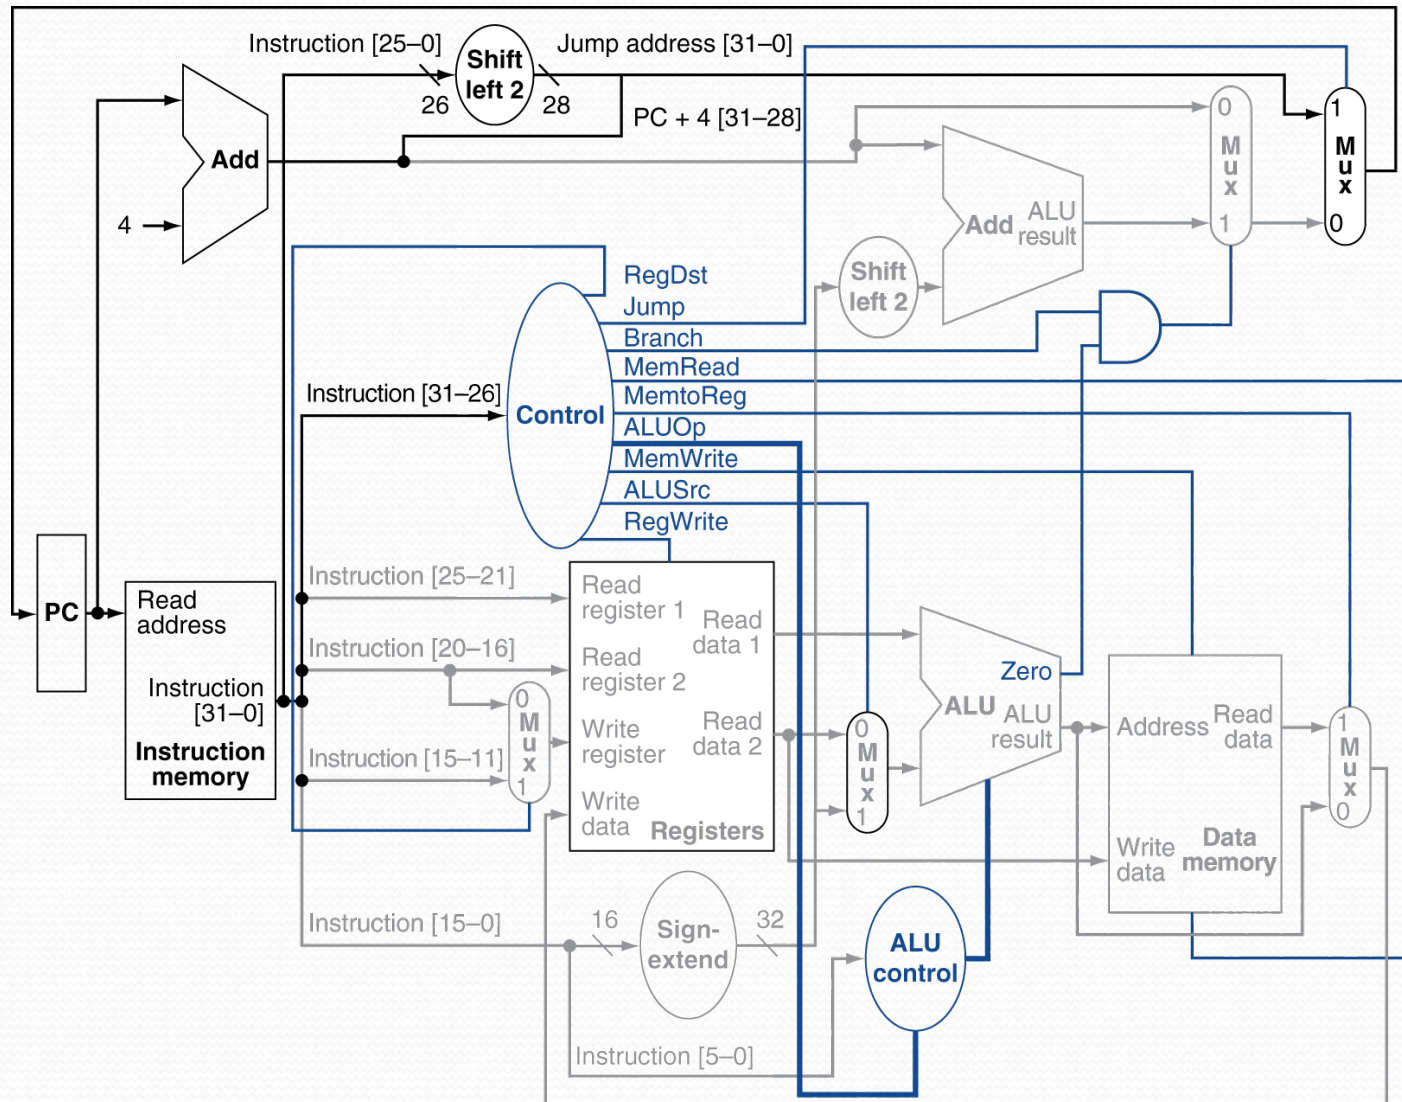 Instruction [25–0]
Shift
left 2
Jump address [31–0]
26
28
PC + 4 [31–28]
Add
4
0
M
u
x
1
1
M
u
x
0
Add
ALU
result
Shift
left 2
RegDst
Jump
Branch
MemRead
MemtoReg
ALUOp
MemWrite
ALUSrc
RegWrite
Instruction [31–26]
Control
PC
Read
address
Instruction
[31–0]
Instruction
memory
Instruction [25–21]
Instruction [20–16]
Instruction [15–11]
0
M
u
x
1
Read
register 1
Read
register 2
Write
register
Write
data
Read
data 1
Read
data 2
Registers
0
M
u
x
1
Zero
ALU
ALU
result
Address
Read
data
Write
data
Data
memory
1
M
u
x
0
Instruction [15–0]
16
Sign-
extend
32
ALU
control
Instruction [5–0]